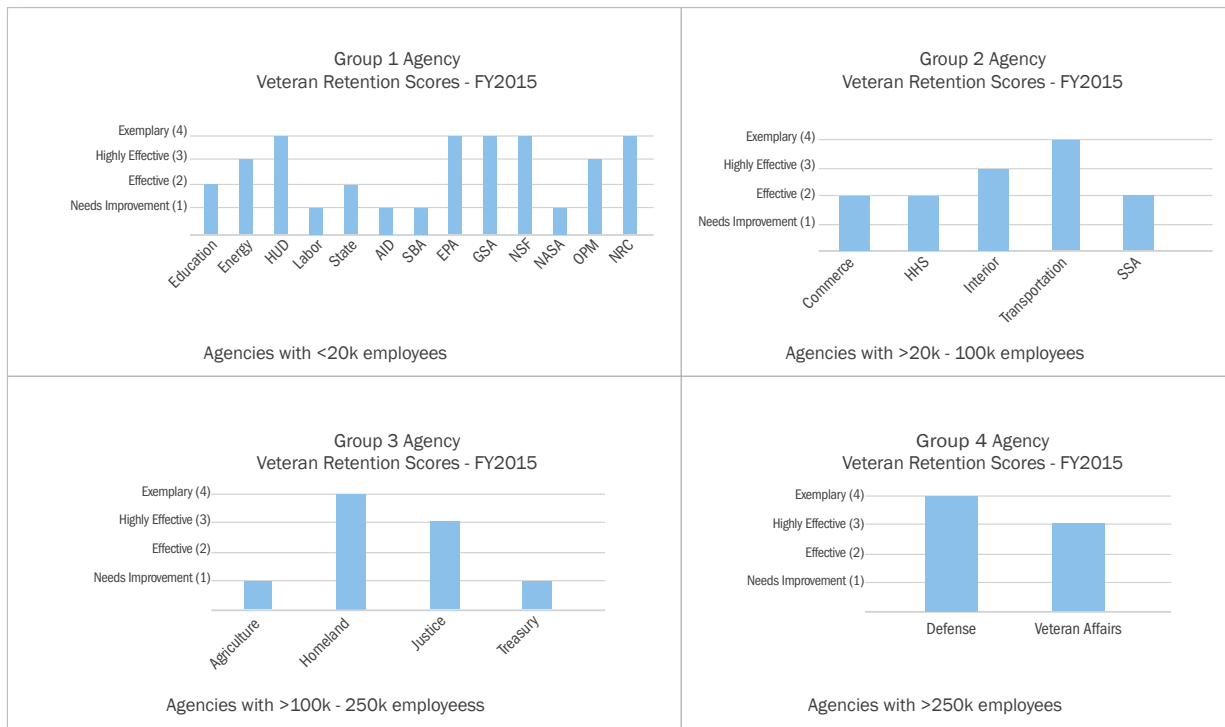 Group 1 Agency
Veteran Retention Scores - FY2015
Exemplary (4)
Highly Effective (3)
Effective (2)
Needs Improvement (1)
Education
Energy
HUD
Labor
State
AID
SBA
EPA
GSA
NSF
NASA
OPM
NRC
Agencies with <20k employees
Group 2 Agency
Veteran Retention Scores - FY2015
Exemplary (4)
Highly Effective (3)
Effective (2)
Needs Improvement (1)
Commerce
HHS
Interior
Transportation
SSA
Agencies with >20k - 100k employees
Group 3 Agency
Veteran Retention Scores - FY2015
Exemplary (4)
Highly Effective (3)
Effective (2)
Needs Improvement (1)
Agriculture
Homeland
Justice
Treasury
Agencies with >100k - 250k employeess
Group 4 Agency
Veteran Retention Scores - FY2015
Exemplary (4)
Highly Effective (3)
Effective (2)
Needs Improvement (1)
Defense
Veteran Affairs
Agencies with >250k employees